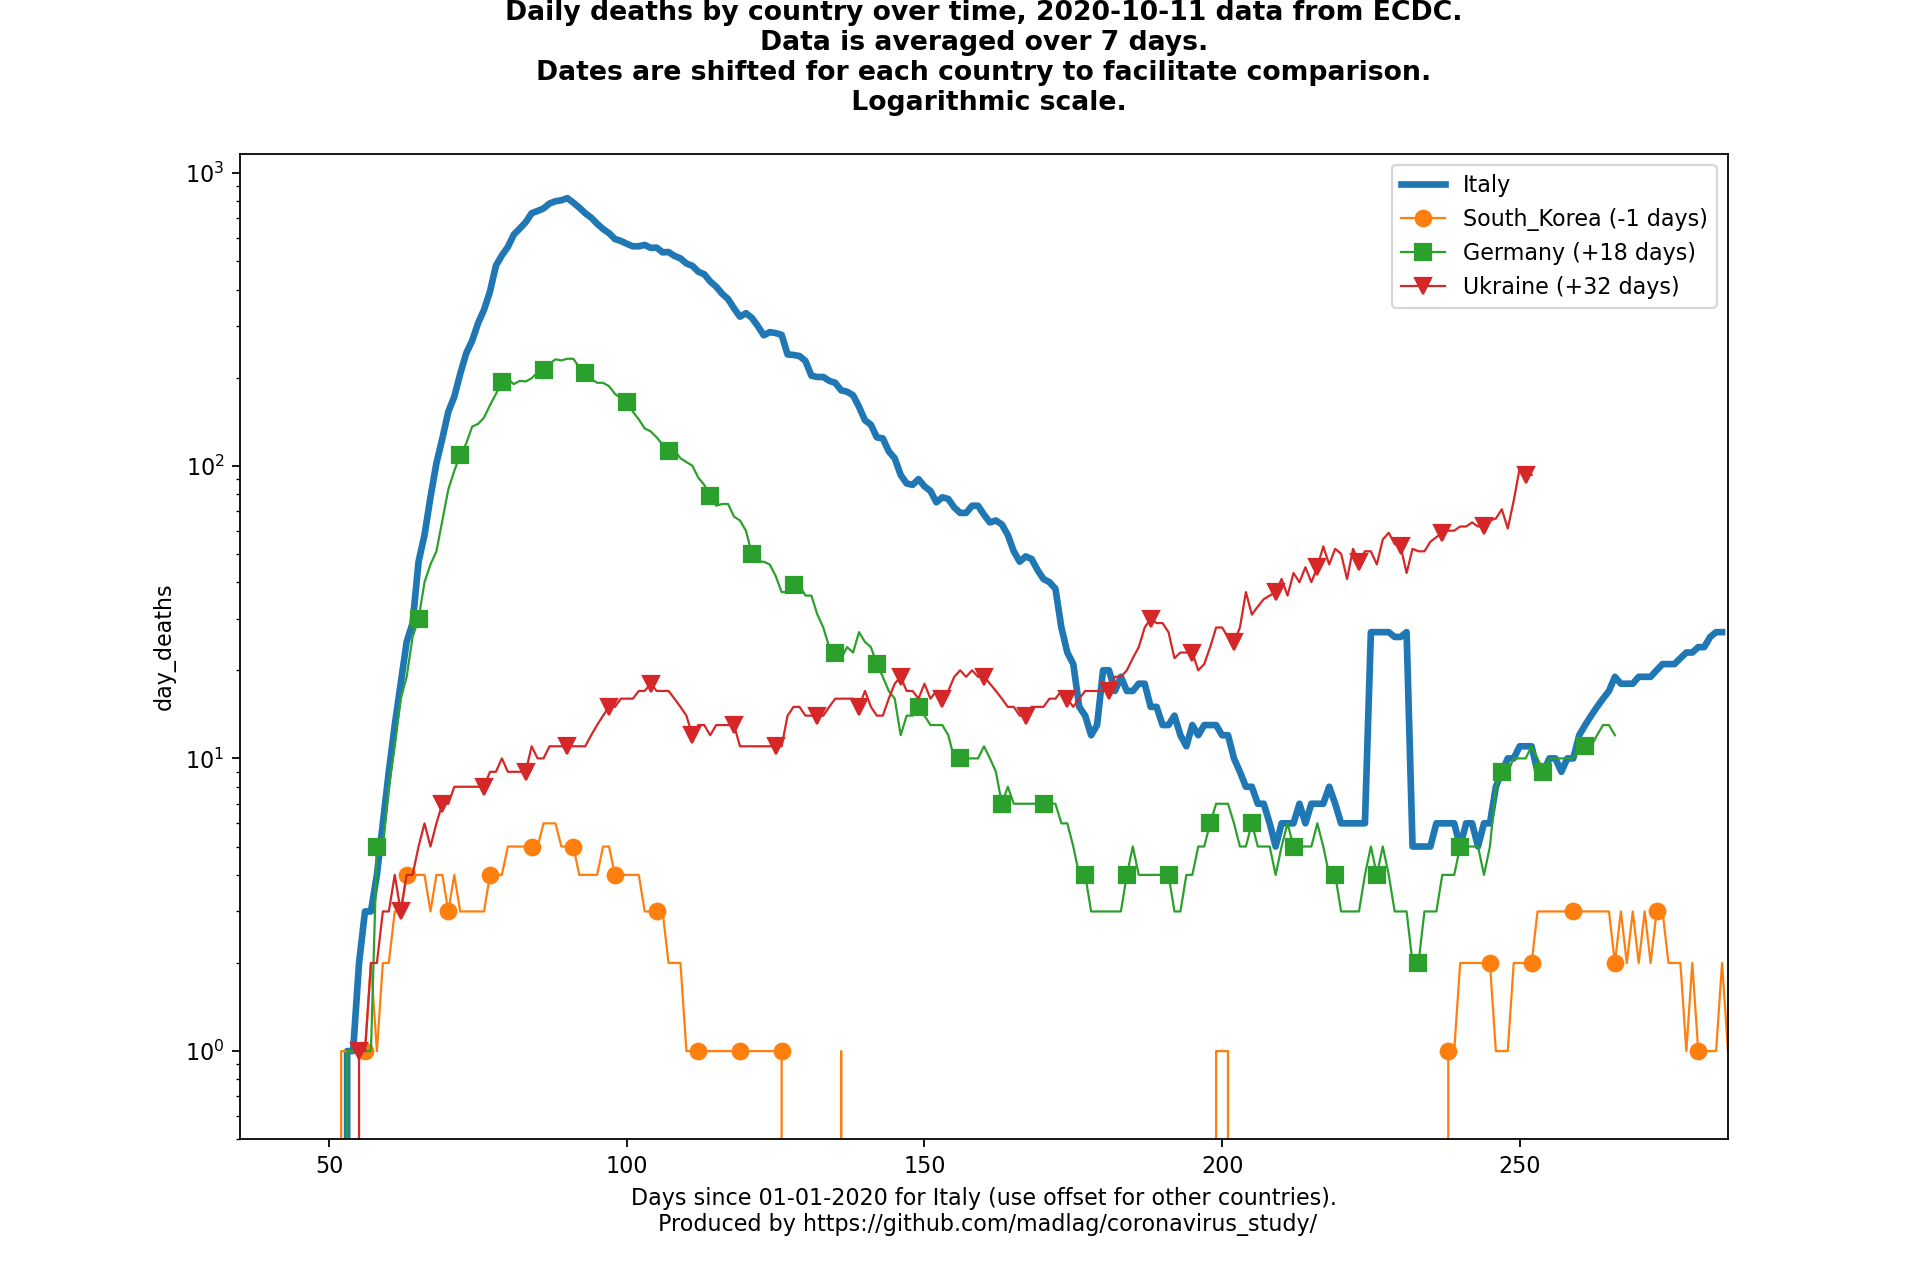 Daily deaths by country over time, 2020-10-11 data from ECDC.
Data is averaged over 7 days.
Dates are shifted for each country to facilitate comparison.
Logarithmic scale.
10³
10²
10¹
10⁰
day_deaths
Italy
South_Korea (-1 days)
Germany (+18 days)
Ukraine (+32 days)
50 100 150 200 250
Days since 01-01-2020 for Italy (use offset for other countries).
Produced by https://github.com/madlag/coronavirus_study/